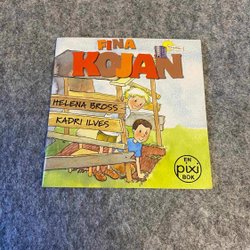 FINA
KOJAN
HELENA BROSS
KADRI ILVES
EN
pixi
BOK